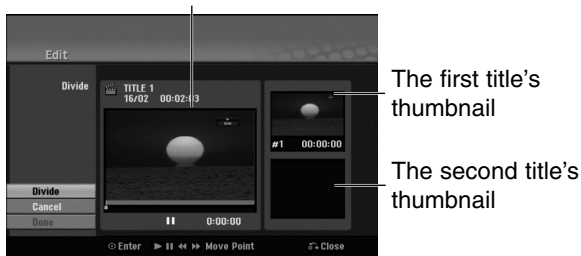 Edit
Divide
TITLE 1
16/02 00:02:03
#1 00:00:00
The first title's
thumbnail
The second title's
thumbnail
Divide
Cancel
Done
0:00:00
Enter
Move Point
Close